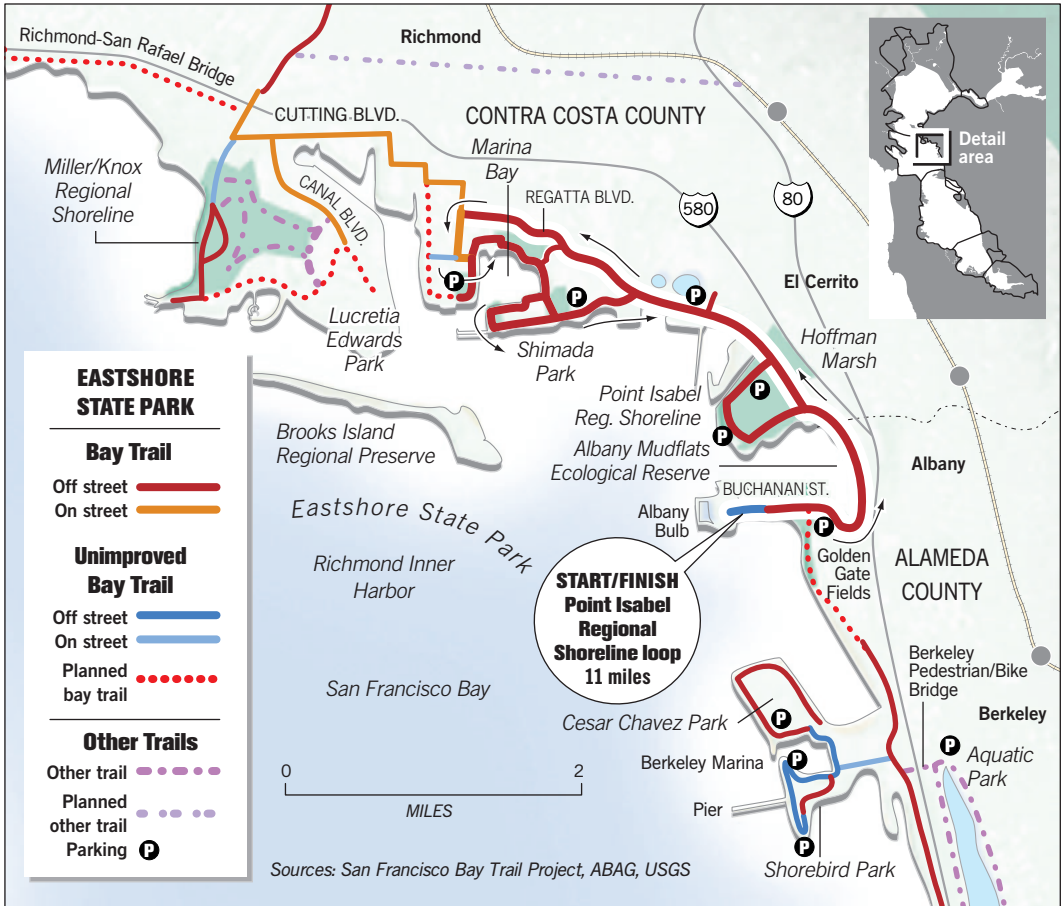 Richmond-San Rafael Bridge
Richmond
CUTTING BLVD.
CONTRA COSTA COUNTY
Marina
Bay
Detail
area
Miller/Knox
Regional
Shoreline
CANAL BLVD.
REGATTA BLVD.
580
80
P
P
P
El Cerrito
Lucretia
Edwards
Park
Shimada
Park
Hoffman
Marsh
Point Isabel
Reg. Shoreline
P
P
Brooks Island
Regional Preserve
Albany Mudflats
Ecological Reserve
Albany
BUCHANAN ST.
Albany
Bulb
P
Golden
Gate
Fields
ALAMEDA
COUNTY
Eastshore State Park
Richmond Inner
Harbor
START/FINISH
Point Isabel
Regional
Shoreline loop
11 miles
San Francisco Bay
Cesar Chavez Park
P
Berkeley
Pedestrian/Bike
Bridge
Berkeley
P
Aquatic
Park
Berkeley Marina
P
Pier
P
Shorebird Park
EASTSHORE
STATE PARK
Bay Trail
Off street
On street
Unimproved
Bay Trail
Off street
On street
Planned
bay trail
Other Trails
Other trail
Planned
other trail
Parking P
0 2
MILES
Sources: San Francisco Bay Trail Project, ABAG, USGS